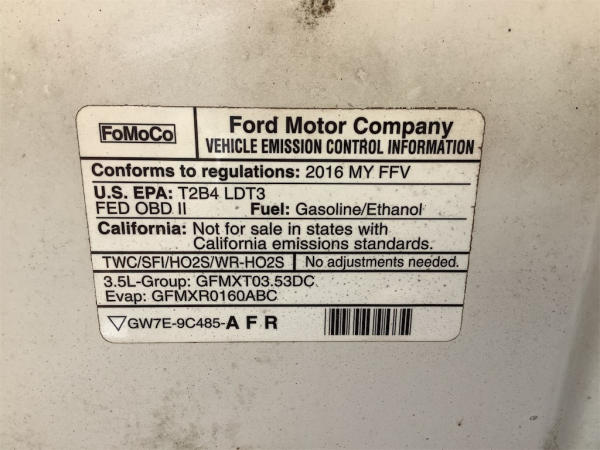 FoMoCo
Ford Motor Company
VEHICLE EMISSION CONTROL INFORMATION
Conforms to regulations: 2016 MY FFV
U.S. EPA: T2B4 LDT3
FED OBD II Fuel: Gasoline/Ethanol
California: Not for sale in states with
California emissions standards.
TWC/SFI/HO2S/WR-HO2S No adjustments needed.
3.5L-Group: GFMXT03.53DC
Evap: GFMXR0160ABC
▽GW7E-9C485-A F R